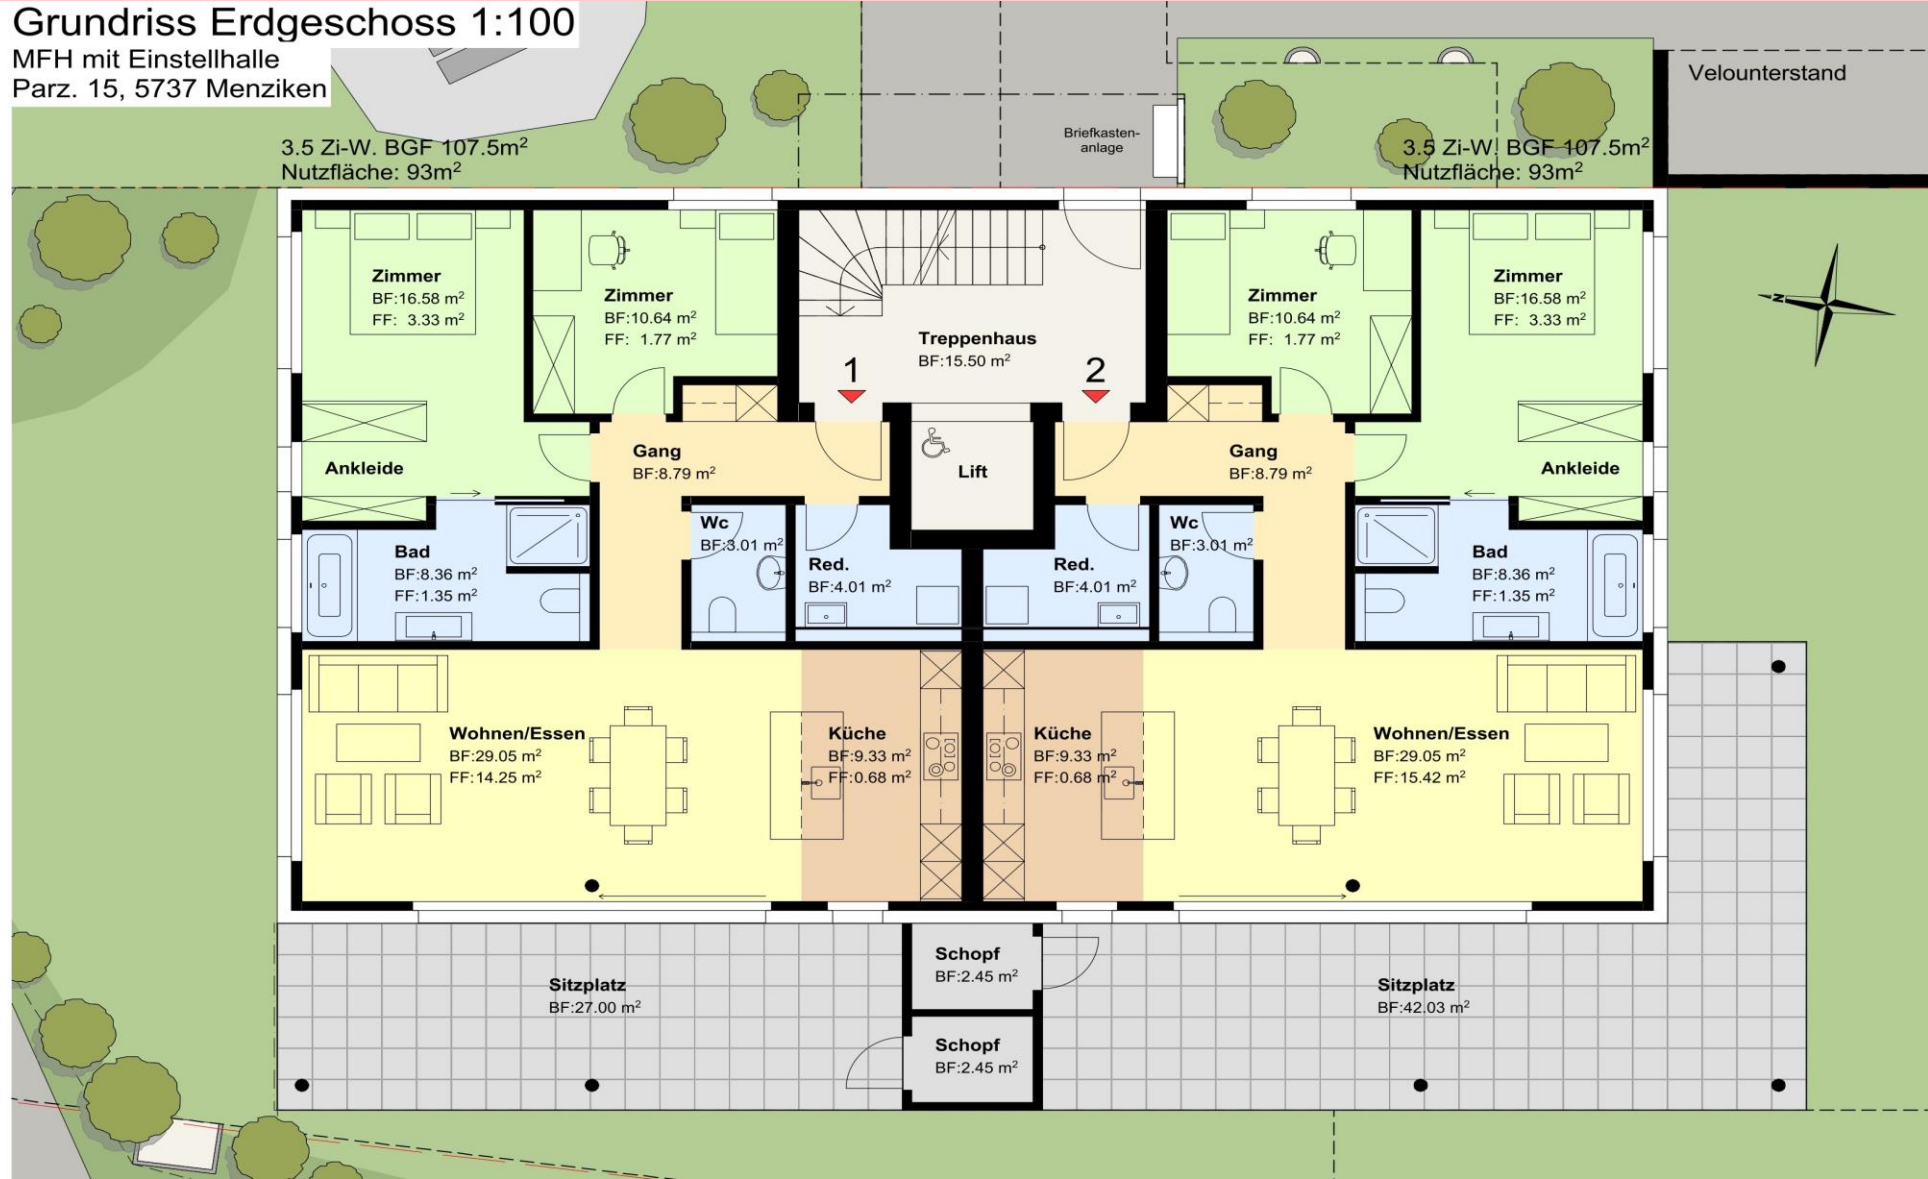 Grundriss Erdgeschoss 1:100
MFH mit Einstellhalle
Parz. 15, 5737 Menziken
Velounterstand
Briefkasten-
anlage
3.5 Zi-W. BGF 107.5m²
Nutzfläche: 93m²
3.5 Zi-W. BGF 107.5m²
Nutzfläche: 93m²
Zimmer
BF:16.58 m²
FF: 3.33 m²
Zimmer
BF:10.64 m²
FF: 1.77 m²
Treppenhaus
BF:15.50 m²
1
2
Zimmer
BF:10.64 m²
FF: 1.77 m²
Zimmer
BF:16.58 m²
FF: 3.33 m²
N
Ankleide
Gang
BF:8.79 m²
Lift
Gang
BF:8.79 m²
Ankleide
Bad
BF:8.36 m²
FF:1.35 m²
Wc
BF:3.01 m²
Red.
BF:4.01 m²
Red.
BF:4.01 m²
Wc
BF:3.01 m²
Bad
BF:8.36 m²
FF:1.35 m²
Wohnen/Essen
BF:29.05 m²
FF:14.25 m²
Küche
BF:9.33 m²
FF:0.68 m²
Küche
BF:9.33 m²
FF:0.68 m²
Wohnen/Essen
BF:29.05 m²
FF:15.42 m²
Sitzplatz
BF:27.00 m²
Schopf
BF:2.45 m²
Schopf
BF:2.45 m²
Sitzplatz
BF:42.03 m²